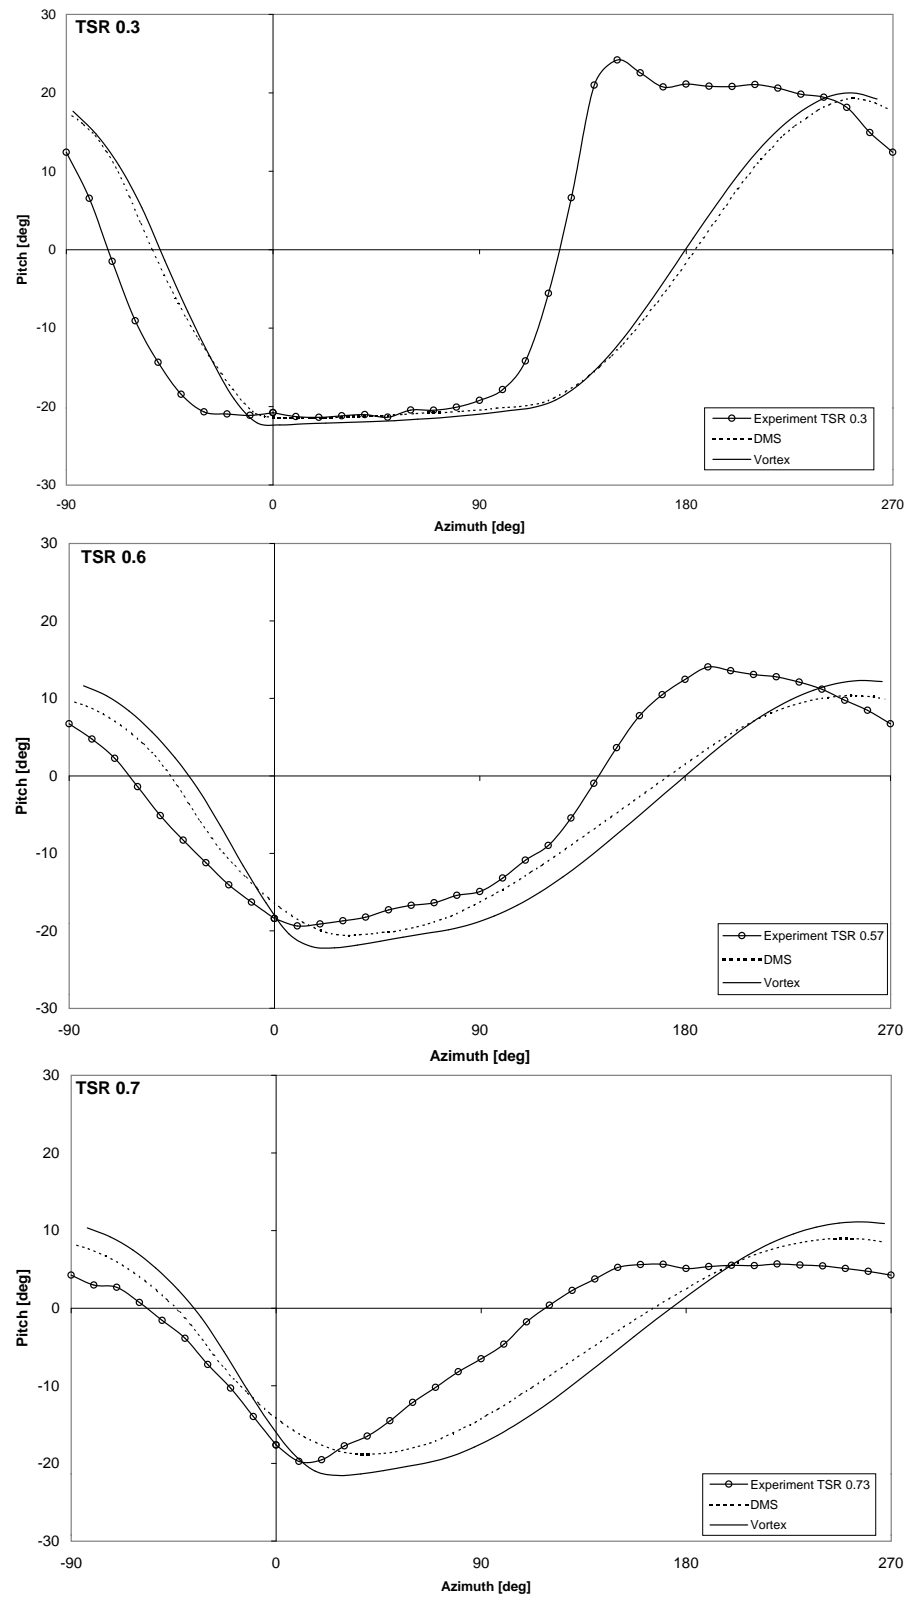 TSR 0.3
30
20
10
0
-10
-20
-30
Pitch [deg]
Experiment TSR 0.3
DMS
Vortex
-90 0 90 180 270
Azimuth [deg]
TSR 0.6
30
20
10
0
-10
-20
-30
Pitch [deg]
Experiment TSR 0.57
DMS
Vortex
-90 0 90 180 270
Azimuth [deg]
TSR 0.7
30
20
10
0
-10
-20
-30
Pitch [deg]
Experiment TSR 0.73
DMS
Vortex
-90 0 90 180 270
Azimuth [deg]